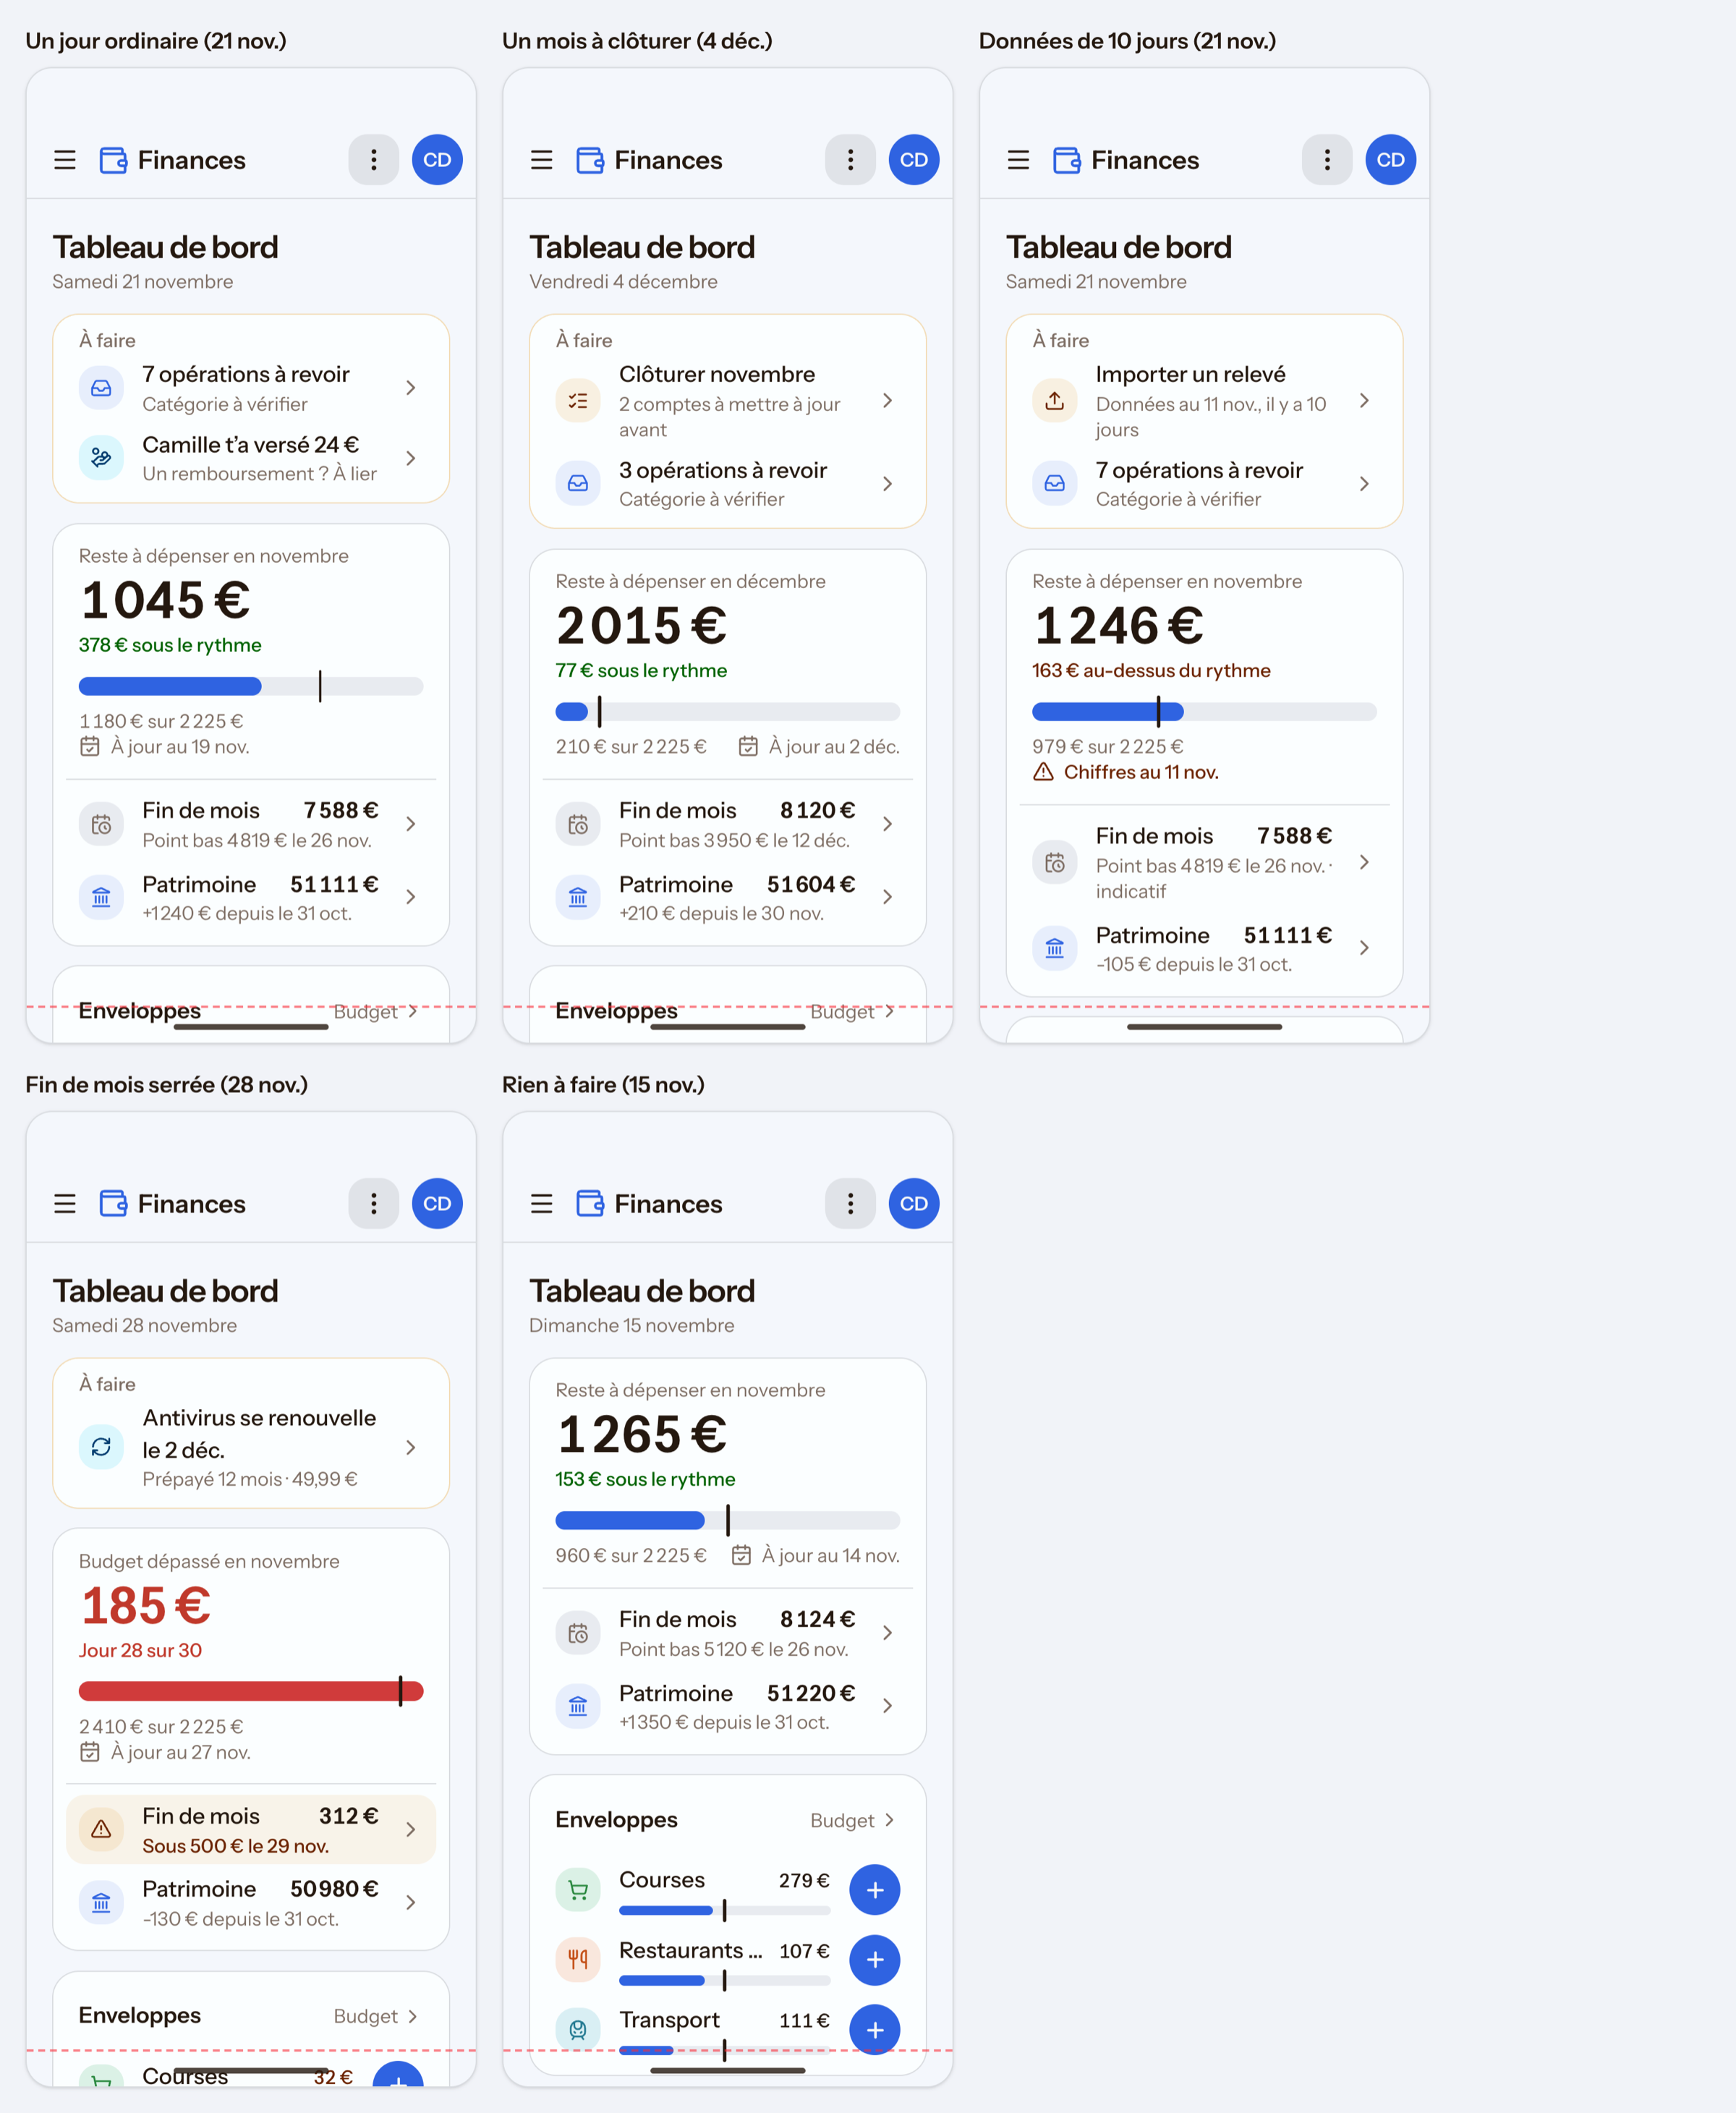 Un jour ordinaire (21 nov.)
Finances
CD
Tableau de bord
Samedi 21 novembre
À faire
7 opérations à revoir
Catégorie à vérifier
Camille t’a versé 24 €
Un remboursement ? À lier
Reste à dépenser en novembre
1 045 €
378 € sous le rythme
1 180 € sur 2 225 €
À jour au 19 nov.
Fin de mois 7 588 €
Point bas 4 819 € le 26 nov.
Patrimoine 51 111 €
+1 240 € depuis le 31 oct.
Enveloppes Budget
Un mois à clôturer (4 déc.)
Finances
CD
Tableau de bord
Vendredi 4 décembre
À faire
Clôturer novembre
2 comptes à mettre à jour
avant
3 opérations à revoir
Catégorie à vérifier
Reste à dépenser en décembre
2 015 €
77 € sous le rythme
210 € sur 2 225 € À jour au 2 déc.
Fin de mois 8 120 €
Point bas 3 950 € le 12 déc.
Patrimoine 51 604 €
+210 € depuis le 30 nov.
Enveloppes Budget
Données de 10 jours (21 nov.)
Finances
CD
Tableau de bord
Samedi 21 novembre
À faire
Importer un relevé
Données au 11 nov., il y a 10
jours
7 opérations à revoir
Catégorie à vérifier
Reste à dépenser en novembre
1 246 €
163 € au-dessus du rythme
979 € sur 2 225 €
Chiffres au 11 nov.
Fin de mois 7 588 €
Point bas 4 819 € le 26 nov. ·
indicatif
Patrimoine 51 111 €
-105 € depuis le 31 oct.
Fin de mois serrée (28 nov.)
Finances
CD
Tableau de bord
Samedi 28 novembre
À faire
Antivirus se renouvelle
le 2 déc.
Prépayé 12 mois · 49,99 €
Budget dépassé en novembre
185 €
Jour 28 sur 30
2 410 € sur 2 225 €
À jour au 27 nov.
Fin de mois 312 €
Sous 500 € le 29 nov.
Patrimoine 50 980 €
-130 € depuis le 31 oct.
Enveloppes Budget
Courses 32 €
Rien à faire (15 nov.)
Finances
CD
Tableau de bord
Dimanche 15 novembre
Reste à dépenser en novembre
1 265 €
153 € sous le rythme
960 € sur 2 225 € À jour au 14 nov.
Fin de mois 8 124 €
Point bas 5 120 € le 26 nov.
Patrimoine 51 220 €
+1 350 € depuis le 31 oct.
Enveloppes Budget
Courses 279 €
Restaurants ... 107 €
Transport 111 €